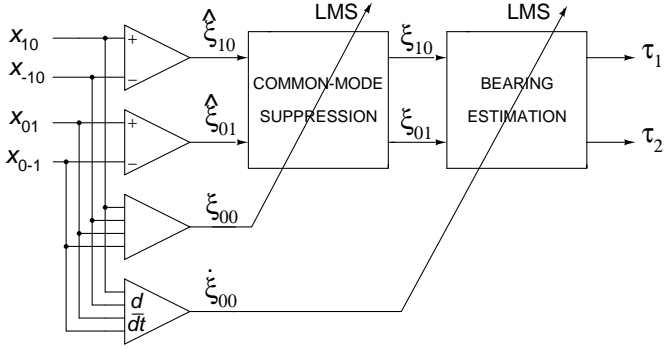 LMS LMS
x₁₀ + ξ̂₁₀ ξ₁₀ τ₁
x₋₁₀ − COMMON-MODE BEARING
x₀₁ + ξ̂₀₁ SUPPRESSION ξ₀₁ ESTIMATION
x₀₋₁ − τ₂
ξ₀₀
ξ̇₀₀
d
dt